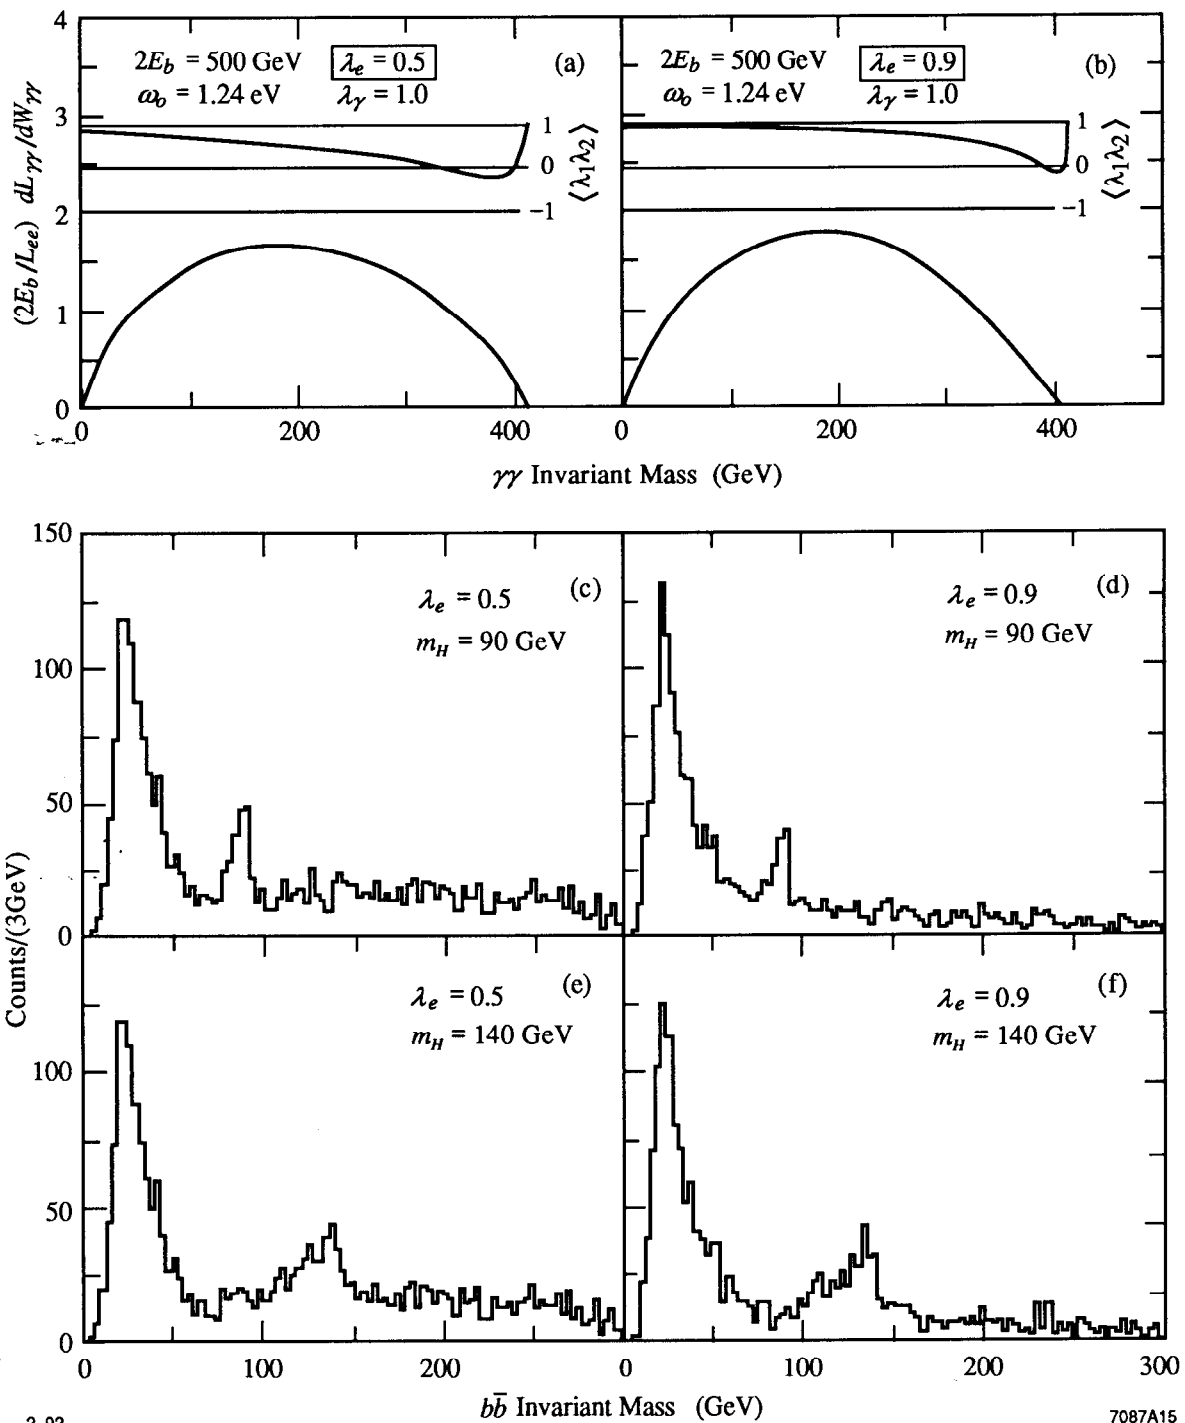 4
3
2
1
0
(2E_b/L_ee) dL_γγ/dW_γγ
2E_b = 500 GeV
λ_e = 0.5
(a)
ω_o = 1.24 eV
λ_γ = 1.0
1
0
−1
⟨λ₁λ₂⟩
2E_b = 500 GeV
λ_e = 0.9
(b)
ω_o = 1.24 eV
λ_γ = 1.0
1
0
−1
⟨λ₁λ₂⟩
0 200 400 0 200 400
γγ Invariant Mass (GeV)
150
100
50
0
Counts/(3GeV)
λ_e = 0.5
(c)
m_H = 90 GeV
λ_e = 0.9
(d)
m_H = 90 GeV
100
50
0
λ_e = 0.5
(e)
m_H = 140 GeV
λ_e = 0.9
(f)
m_H = 140 GeV
0 100 200 0 100 200 300
bb̄ Invariant Mass (GeV)
7087A15